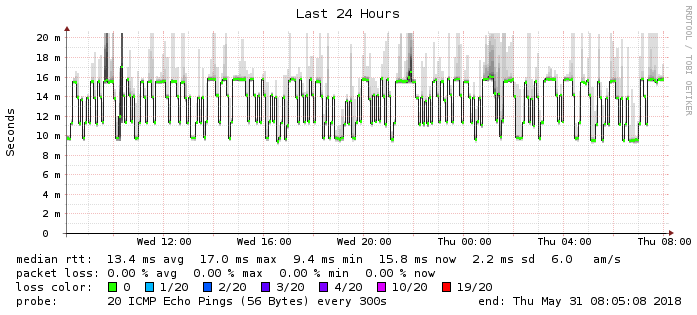 Last 24 Hours
RRDTOOL / TOBI OETIKER
Seconds
20 m
18 m
16 m
14 m
12 m
10 m
8 m
6 m
4 m
2 m
0
Wed 12:00 Wed 16:00 Wed 20:00 Thu 00:00 Thu 04:00 Thu 08:00
median rtt: 13.4 ms avg 17.0 ms max 9.4 ms min 15.8 ms now 2.2 ms sd 6.0 am/s
packet loss: 0.00 % avg 0.00 % max 0.00 % min 0.00 % now
loss color: 0 1/20 2/20 3/20 4/20 10/20 19/20
probe: 20 ICMP Echo Pings (56 Bytes) every 300s end: Thu May 31 08:05:08 2018